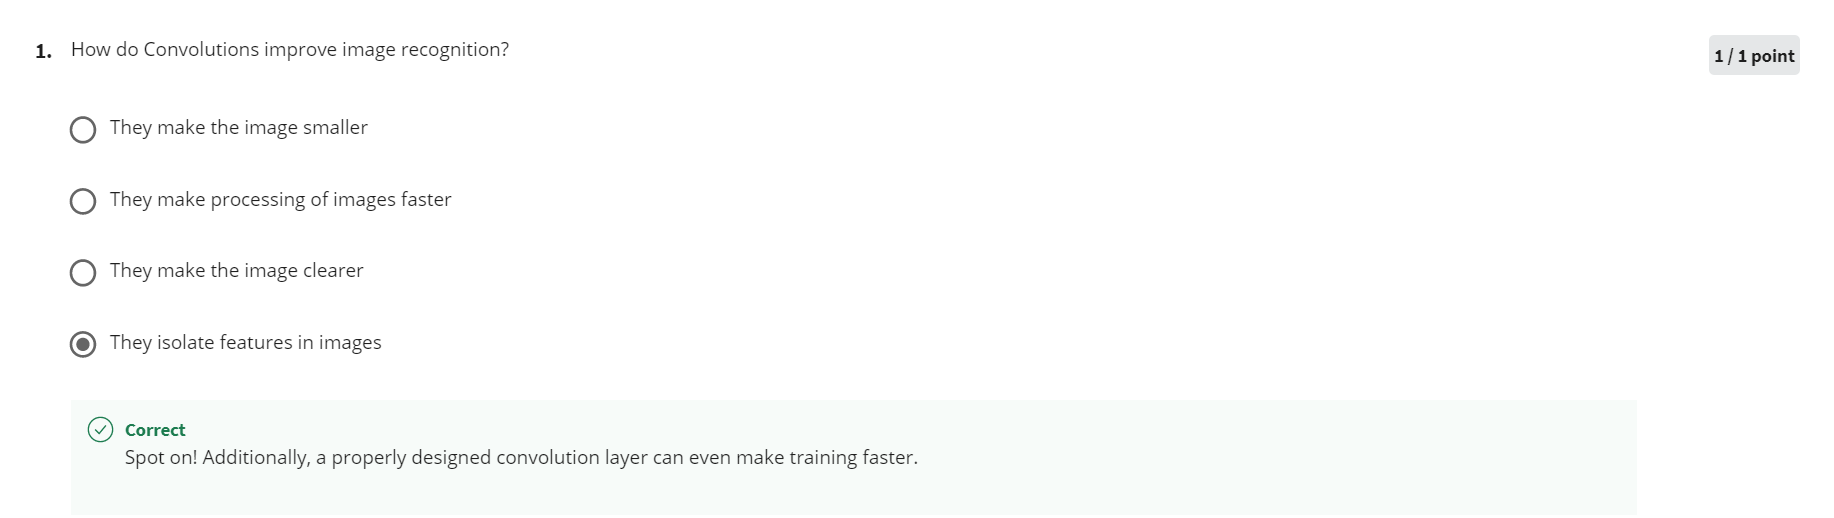 1. How do Convolutions improve image recognition?
1 / 1 point
They make the image smaller
They make processing of images faster
They make the image clearer
They isolate features in images
Correct
Spot on! Additionally, a properly designed convolution layer can even make training faster.